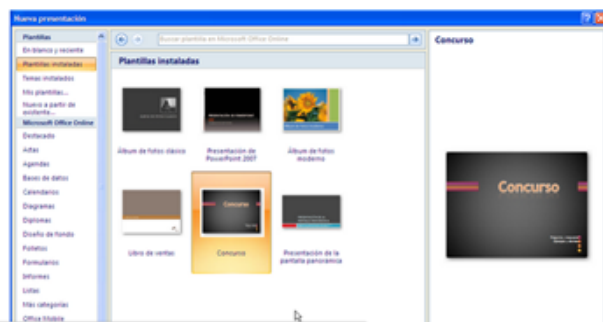 Nueva presentación
Plantillas
En blanco y reciente
Plantillas instaladas
Temas instalados
Mis plantillas...
Nuevo a partir de
existente...
Microsoft Office Online
Destacado
Actas
Agendas
Bases de datos
Calendarios
Diagramas
Diplomas
Diseño de fondo
Folletos
Formularios
Informes
Listas
Más categorías
Office Mobile
Buscar plantilla en Microsoft Office Online
Plantillas instaladas
Álbum de fotos clásico
Presentación de
PowerPoint 2007
Álbum de fotos
moderno
Libro de ventas
Concurso
Concurso
Presentación de la
pantalla panorámica
Concurso
Concurso